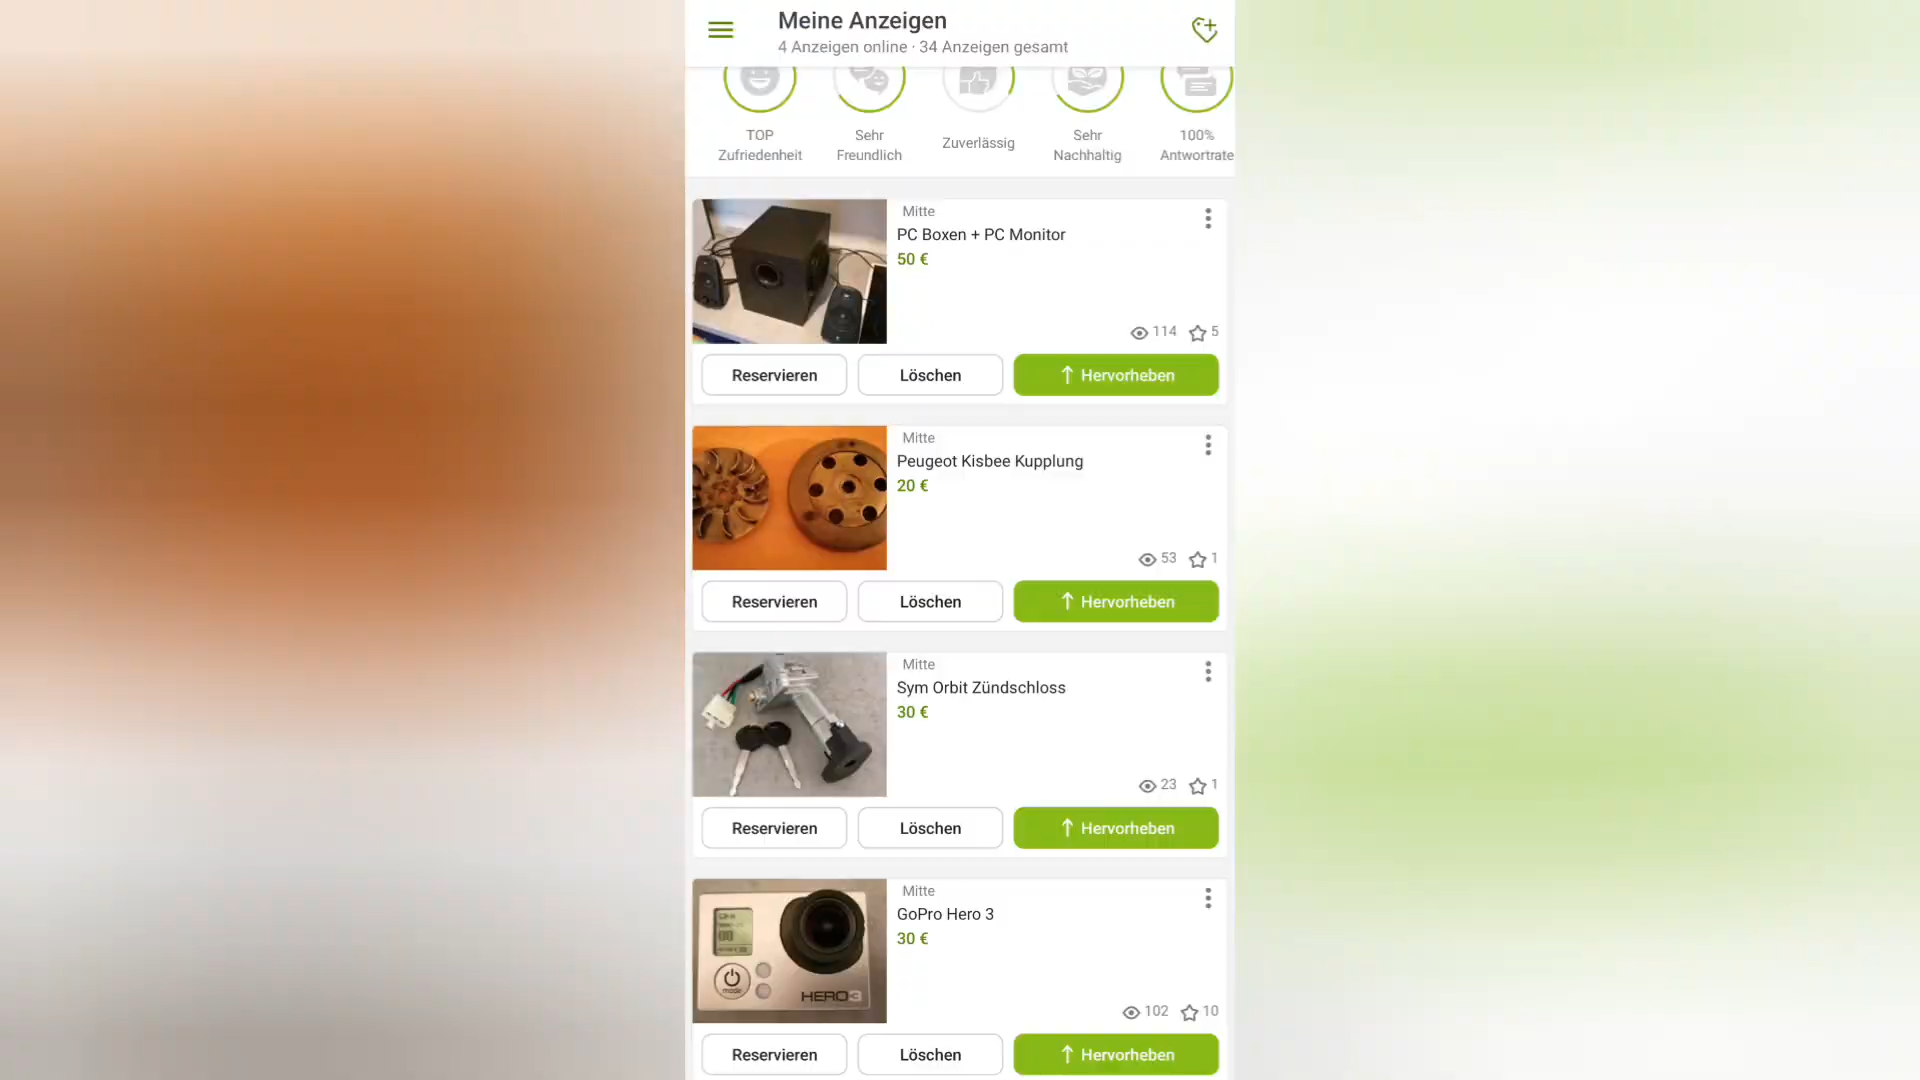 Meine Anzeigen
4 Anzeigen online · 34 Anzeigen gesamt
TOP
Zufriedenheit
Sehr
Freundlich
Zuverlässig
Sehr
Nachhaltig
100%
Antwortrate
Mitte
PC Boxen + PC Monitor
50 €
114 5
Reservieren Löschen Hervorheben
Mitte
Peugeot Kisbee Kupplung
20 €
53 1
Reservieren Löschen Hervorheben
Mitte
Sym Orbit Zündschloss
30 €
23 1
Reservieren Löschen Hervorheben
Mitte
GoPro Hero 3
30 €
mode
HERO3
102 10
Reservieren Löschen Hervorheben